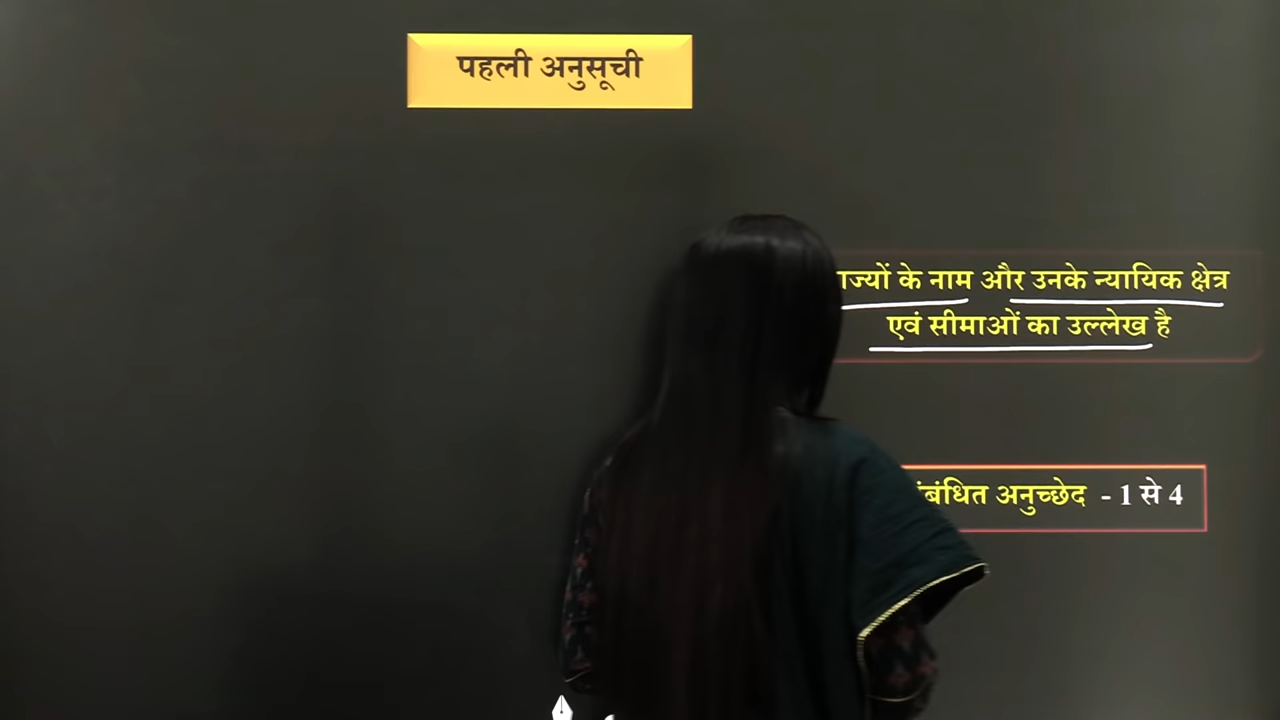 पहली अनुसूची
के नाम और उनके न्यायिक क्षेत्र
एवं सीमाओं का उल्लेख है
अनुच्छेद - 1 से 4